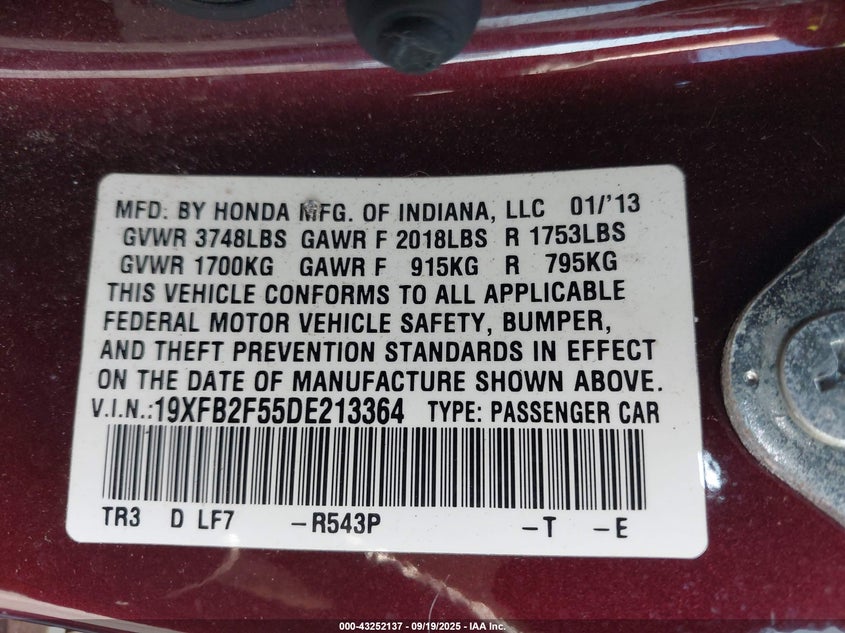 MFD. BY HONDA MFG. OF INDIANA, LLC 01/'13
GVWR 3748LBS GAWR F 2018LBS R 1753LBS
GVWR 1700KG GAWR F 915KG R 795KG
THIS VEHICLE CONFORMS TO ALL APPLICABLE
FEDERAL MOTOR VEHICLE SAFETY, BUMPER,
AND THEFT PREVENTION STANDARDS IN EFFECT
ON THE DATE OF MANUFACTURE SHOWN ABOVE.
V.I.N.:19XFB2F55DE213364 TYPE: PASSENGER CAR
TR3 D LF7 –R543P –T –E
000-43252137 - 09/19/2025 - IAA Inc.